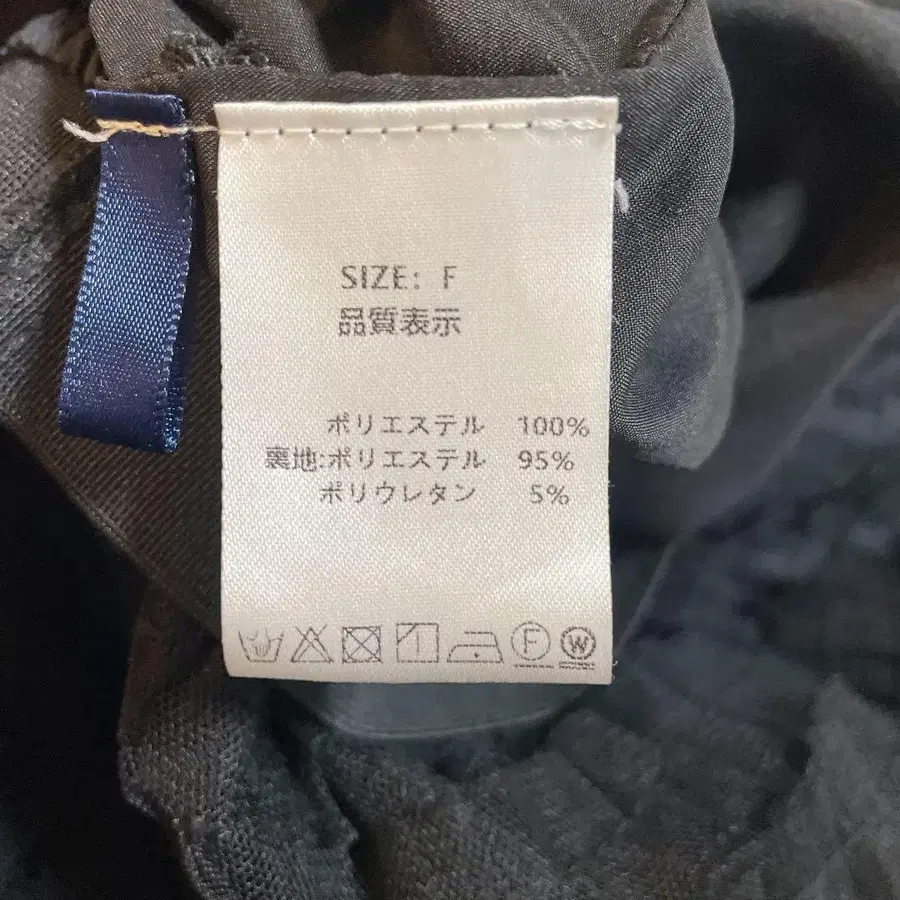 SIZE: F
品質表示
ポリエステル 100%
裏地:ポリエステル 95%
ポリウレタン 5%
F W